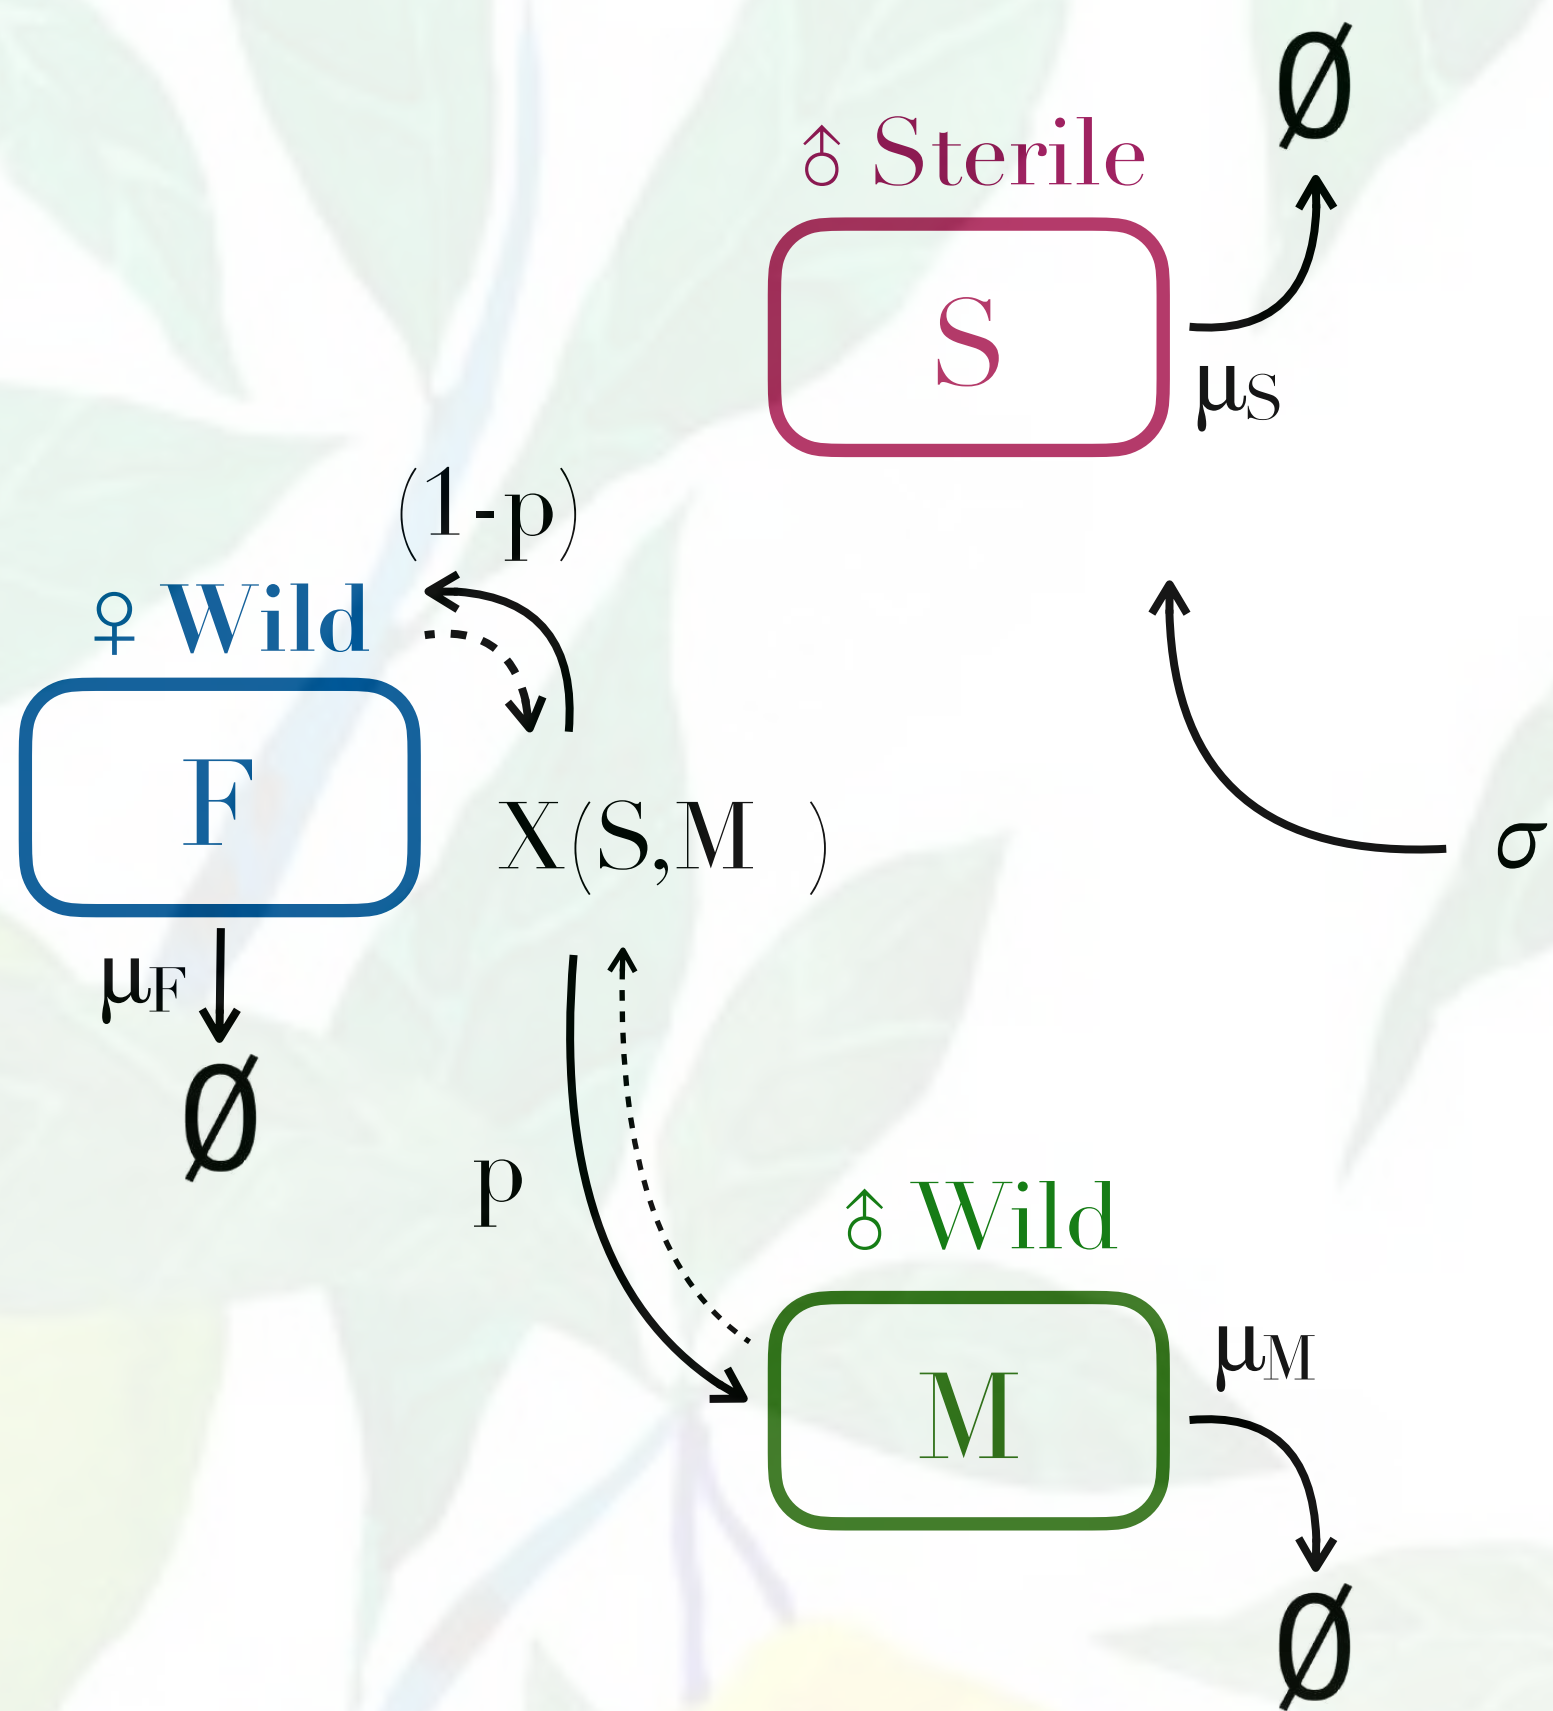 Ø
♂ Sterile
S
μS
(1-p)
♀ Wild
F
X(S,M )
σ
μF
Ø
p
♂ Wild
μM
M
Ø